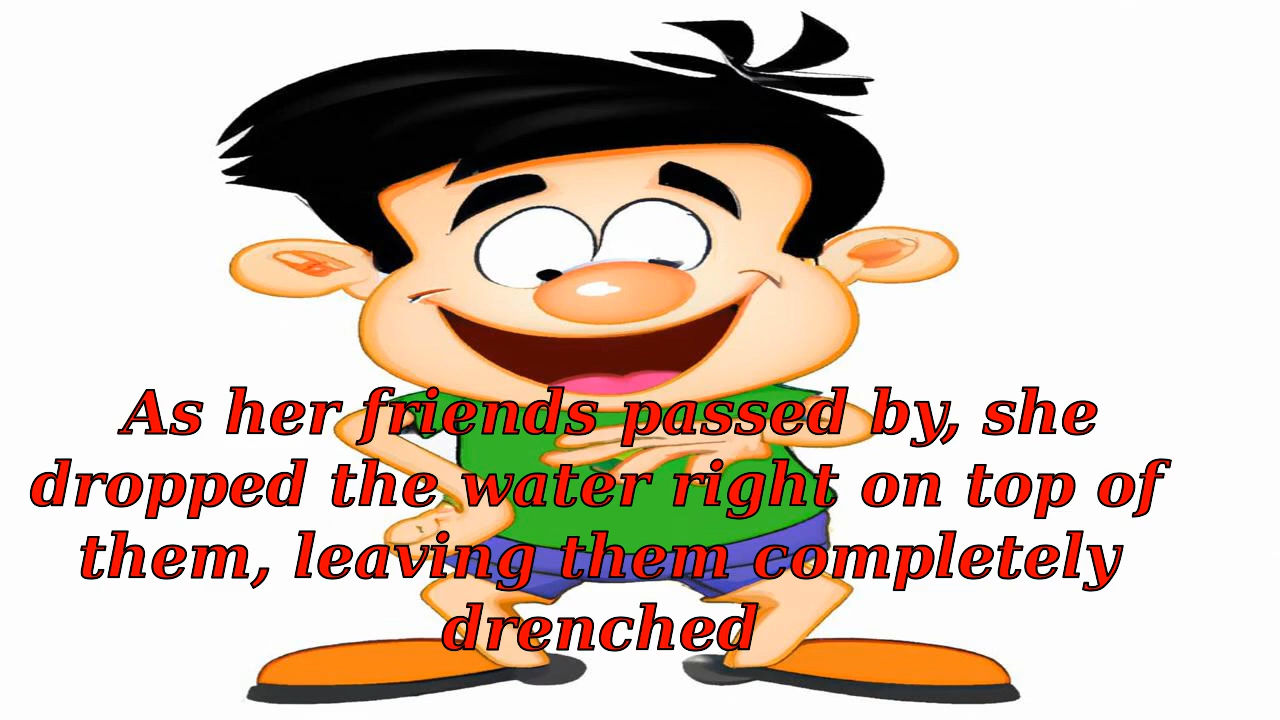 As her friends passed by, she
dropped the water right on top of
them, leaving them completely
drenched